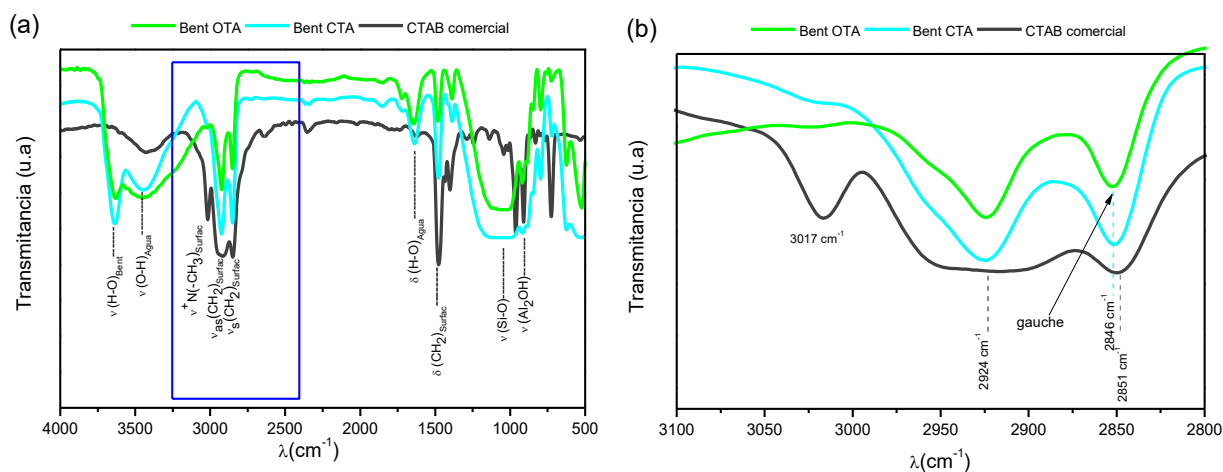 (a)
Bent OTA
Bent CTA
CTAB comercial
Transmitancia (u.a)
ν (H-O)Bent
ν (O-H)Agua
ν +N(-CH3)Surfac
νas(CH2)Surfac
νs(CH2)Surfac
δ (H-O)Agua
δ (CH2)Surfac
ν (Si-O)
ν (Al2OH)
4000 3500 3000 2500 2000 1500 1000 500
λ(cm-1)
(b)
Bent OTA
Bent CTA
CTAB comercial
Transmitancia (u.a)
3017 cm-1
2924 cm-1
gauche
2846 cm-1
2851 cm-1
3100 3050 3000 2950 2900 2850 2800
λ(cm-1)